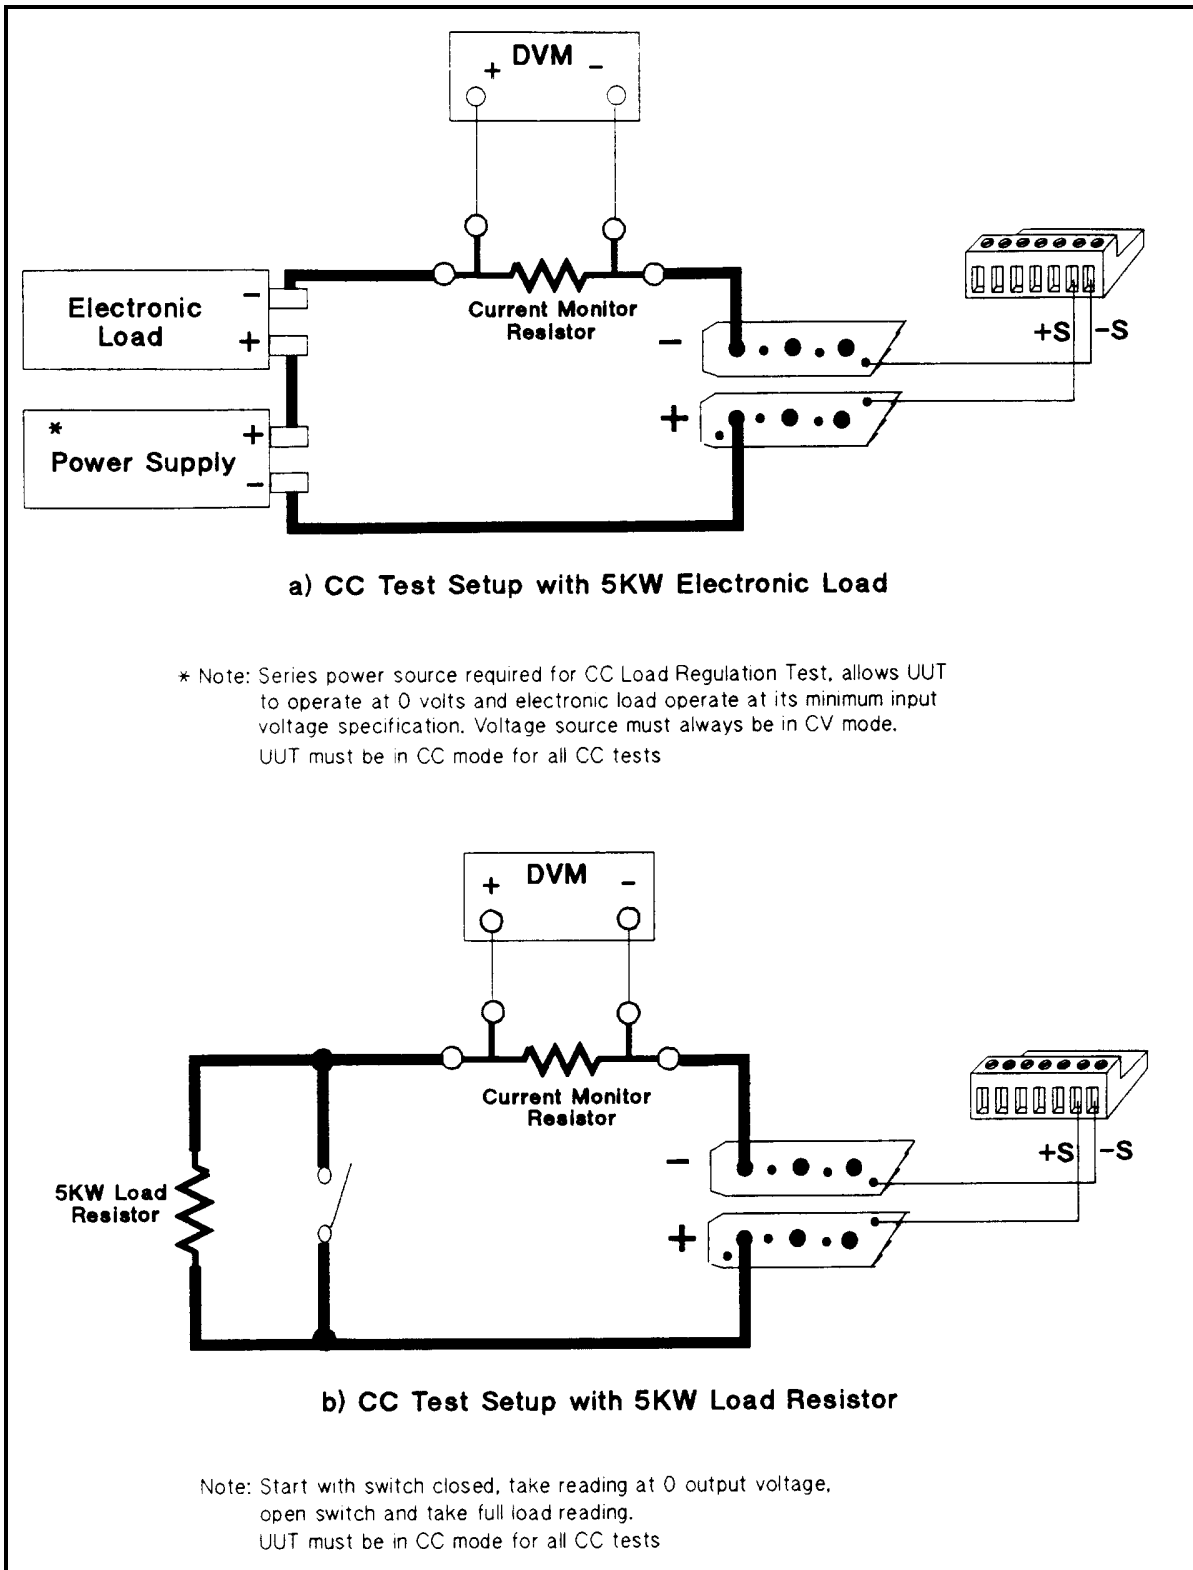 DVM
+ -
Electronic
Load
-
+
Current Monitor
Resistor
-
+
+S -S
*
Power Supply
+
-
a) CC Test Setup with 5KW Electronic Load
* Note: Series power source required for CC Load Regulation Test, allows UUT
to operate at 0 volts and electronic load operate at its minimum input
voltage specification. Voltage source must always be in CV mode.
UUT must be in CC mode for all CC tests
DVM
+ -
Current Monitor
Resistor
-
+
+S -S
5KW Load
Resistor
b) CC Test Setup with 5KW Load Resistor
Note: Start with switch closed, take reading at 0 output voltage,
open switch and take full load reading.
UUT must be in CC mode for all CC tests